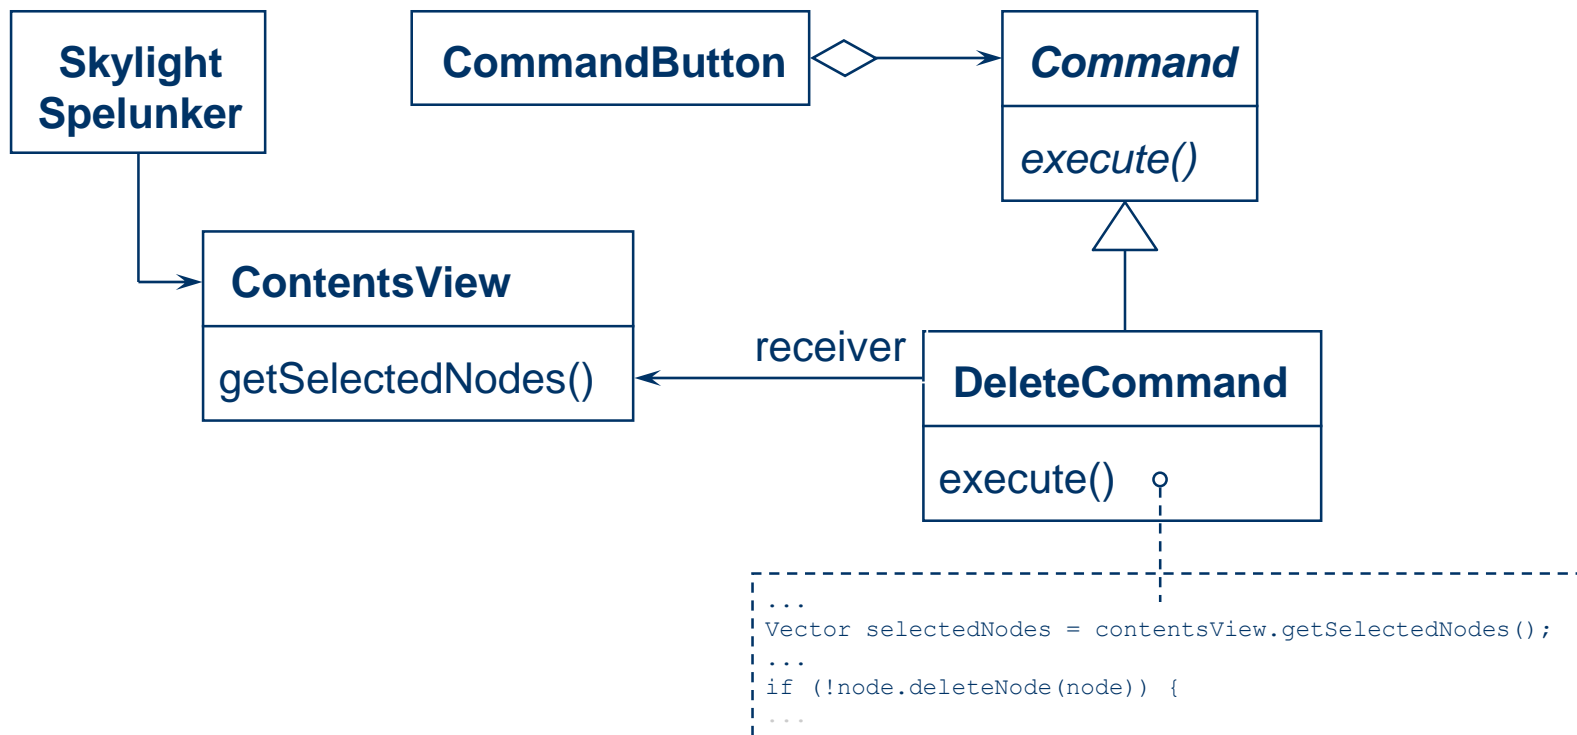 Skylight
Spelunker
CommandButton
Command
execute()
ContentsView
getSelectedNodes()
receiver
DeleteCommand
execute()
...
Vector selectedNodes = contentsView.getSelectedNodes();
...
if (!node.deleteNode(node)) {
...